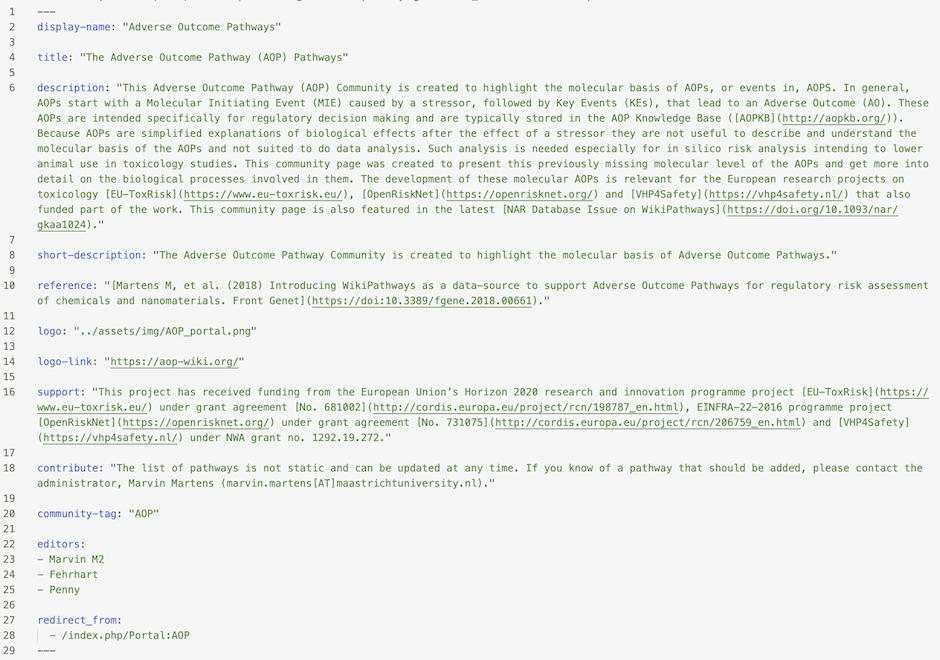 1 ---
2 display-name: "Adverse Outcome Pathways"
3
4 title: "The Adverse Outcome Pathway (AOP) Pathways"
5
6 description: "This Adverse Outcome Pathway (AOP) Community is created to highlight the molecular basis of AOPs, or events in, AOPS. In general,
AOPs start with a Molecular Initiating Event (MIE) caused by a stressor, followed by Key Events (KEs), that lead to an Adverse Outcome (AO). These
AOPs are intended specifically for regulatory decision making and are typically stored in the AOP Knowledge Base ([AOPKB](http://aopkb.org/)).
Because AOPs are simplified explanations of biological effects after the effect of a stressor they are not useful to describe and understand the
molecular basis of the AOPs and not suited to do data analysis. Such analysis is needed especially for in silico risk analysis intending to lower
animal use in toxicology studies. This community page was created to present this previously missing molecular level of the AOPs and get more into
detail on the biological processes involved in them. The development of these molecular AOPs is relevant for the European research projects on
toxicology [EU-ToxRisk](https://www.eu-toxrisk.eu/), [OpenRiskNet](https://openrisknet.org/) and [VHP4Safety](https://vhp4safety.nl/) that also
funded part of the work. This community page is also featured in the latest [NAR Database Issue on WikiPathways](https://doi.org/10.1093/nar/
gkaa1024)."
7
8 short-description: "The Adverse Outcome Pathway Community is created to highlight the molecular basis of Adverse Outcome Pathways."
9
10 reference: "[Martens M, et al. (2018) Introducing WikiPathways as a data-source to support Adverse Outcome Pathways for regulatory risk assessment
of chemicals and nanomaterials. Front Genet](https://doi:10.3389/fgene.2018.00661)."
11
12 logo: "../assets/img/AOP_portal.png"
13
14 logo-link: "https://aop-wiki.org/"
15
16 support: "This project has received funding from the European Union’s Horizon 2020 research and innovation programme project [EU-ToxRisk](https://
www.eu-toxrisk.eu/) under grant agreement [No. 681002](http://cordis.europa.eu/project/rcn/198787_en.html), EINFRA-22-2016 programme project
[OpenRiskNet](https://openrisknet.org/) under grant agreement [No. 731075](http://cordis.europa.eu/project/rcn/206759_en.html) and [VHP4Safety]
(https://vhp4safety.nl/) under NWA grant no. 1292.19.272."
17
18 contribute: "The list of pathways is not static and can be updated at any time. If you know of a pathway that should be added, please contact the
administrator, Marvin Martens (marvin.martens[AT]maastrichtuniversity.nl)."
19
20 community-tag: "AOP"
21
22 editors:
23 - Marvin M2
24 - Fehrhart
25 - Penny
26
27 redirect_from:
28 - /index.php/Portal:AOP
29 ---